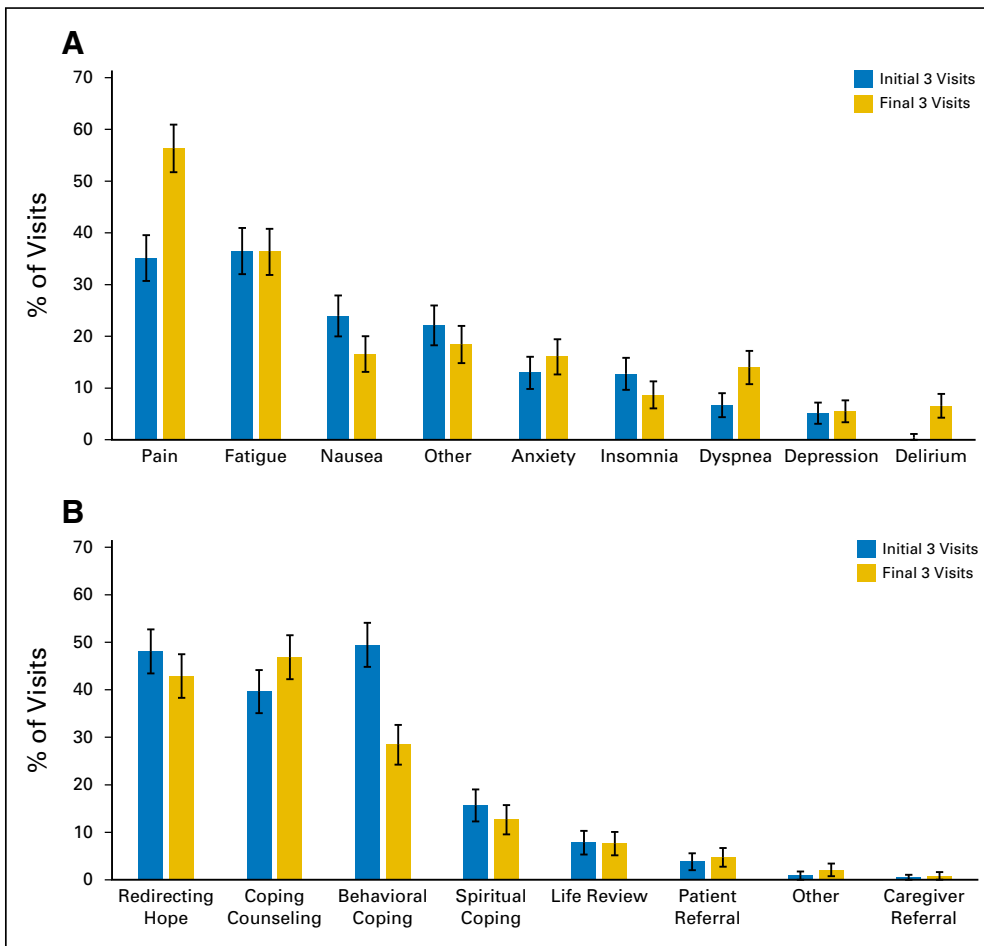 A
Initial 3 Visits
Final 3 Visits
% of Visits
70
60
50
40
30
20
10
0
Pain Fatigue Nausea Other Anxiety Insomnia Dyspnea Depression Delirium
B
Initial 3 Visits
Final 3 Visits
% of Visits
70
60
50
40
30
20
10
0
Redirecting Coping Behavioral Spiritual Life Review Patient Other Caregiver
Hope Counseling Coping Coping Referral Referral